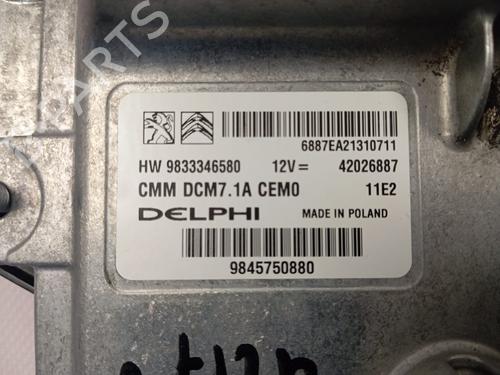 6887EA21310711
HW 9833346580 12V = 42026887
CMM DCM7.1A CEM0 11E2
DELPHI MADE IN POLAND
9845750880